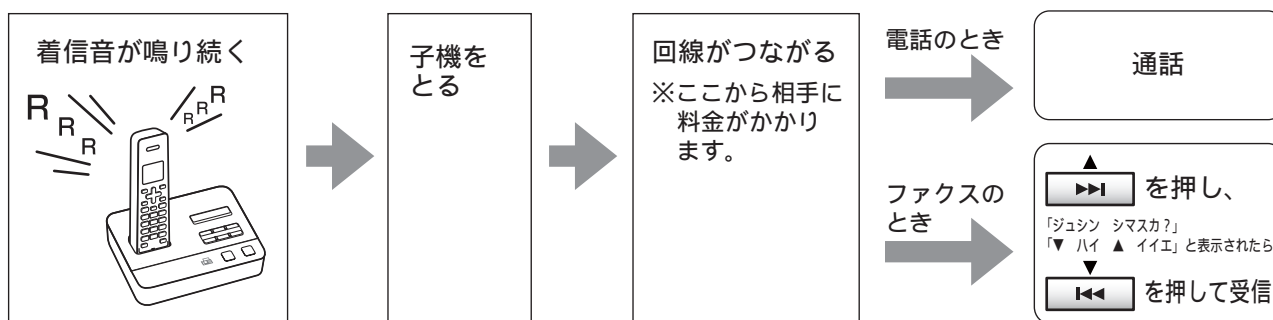 着信音が鳴り続く
R R R
R R R
子機を
とる
回線がつながる
※ここから相手に
料金がかかり
ます。
電話のとき
通話
ファクスの
とき
▲
▶▶I を押し、
「ジュシン シマスカ?」
「▼ ハイ ▲ イイエ」と表示されたら
▼
I◀◀ を押して受信